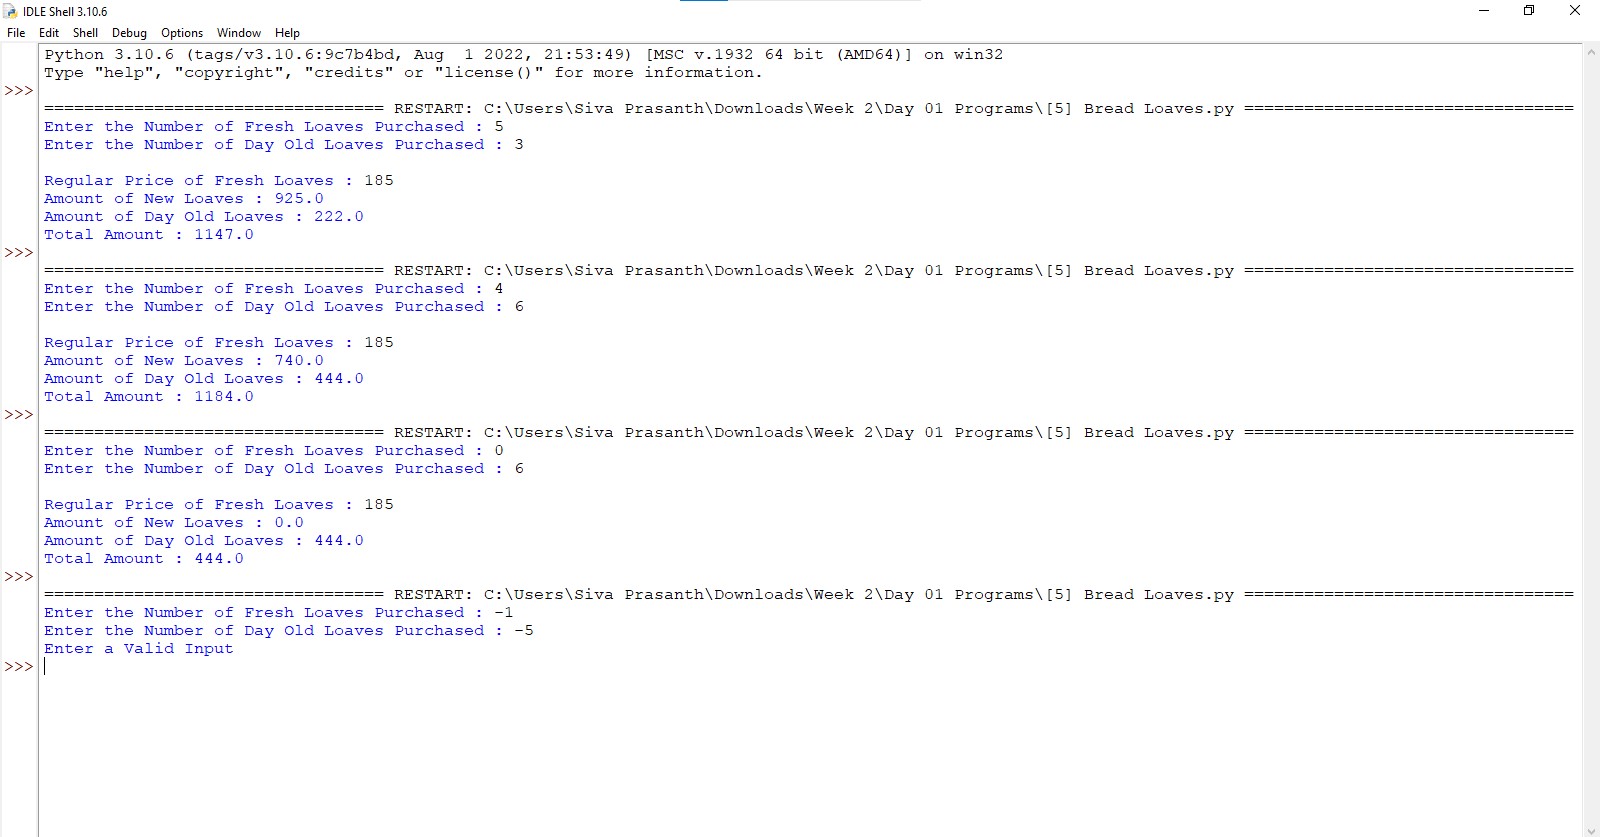 IDLE Shell 3.10.6
File Edit Shell Debug Options Window Help
Python 3.10.6 (tags/v3.10.6:9c7b4bd, Aug  1 2022, 21:53:49) [MSC v.1932 64 bit (AMD64)] on win32
Type "help", "copyright", "credits" or "license()" for more information.
>>>
================================== RESTART: C:\Users\Siva Prasanth\Downloads\Week 2\Day 01 Programs\[5] Bread Loaves.py =================================
Enter the Number of Fresh Loaves Purchased : 5
Enter the Number of Day Old Loaves Purchased : 3
Regular Price of Fresh Loaves : 185
Amount of New Loaves : 925.0
Amount of Day Old Loaves : 222.0
Total Amount : 1147.0
>>>
================================== RESTART: C:\Users\Siva Prasanth\Downloads\Week 2\Day 01 Programs\[5] Bread Loaves.py =================================
Enter the Number of Fresh Loaves Purchased : 4
Enter the Number of Day Old Loaves Purchased : 6
Regular Price of Fresh Loaves : 185
Amount of New Loaves : 740.0
Amount of Day Old Loaves : 444.0
Total Amount : 1184.0
>>>
================================== RESTART: C:\Users\Siva Prasanth\Downloads\Week 2\Day 01 Programs\[5] Bread Loaves.py =================================
Enter the Number of Fresh Loaves Purchased : 0
Enter the Number of Day Old Loaves Purchased : 6
Regular Price of Fresh Loaves : 185
Amount of New Loaves : 0.0
Amount of Day Old Loaves : 444.0
Total Amount : 444.0
>>>
================================== RESTART: C:\Users\Siva Prasanth\Downloads\Week 2\Day 01 Programs\[5] Bread Loaves.py =================================
Enter the Number of Fresh Loaves Purchased : -1
Enter the Number of Day Old Loaves Purchased : -5
Enter a Valid Input
>>>